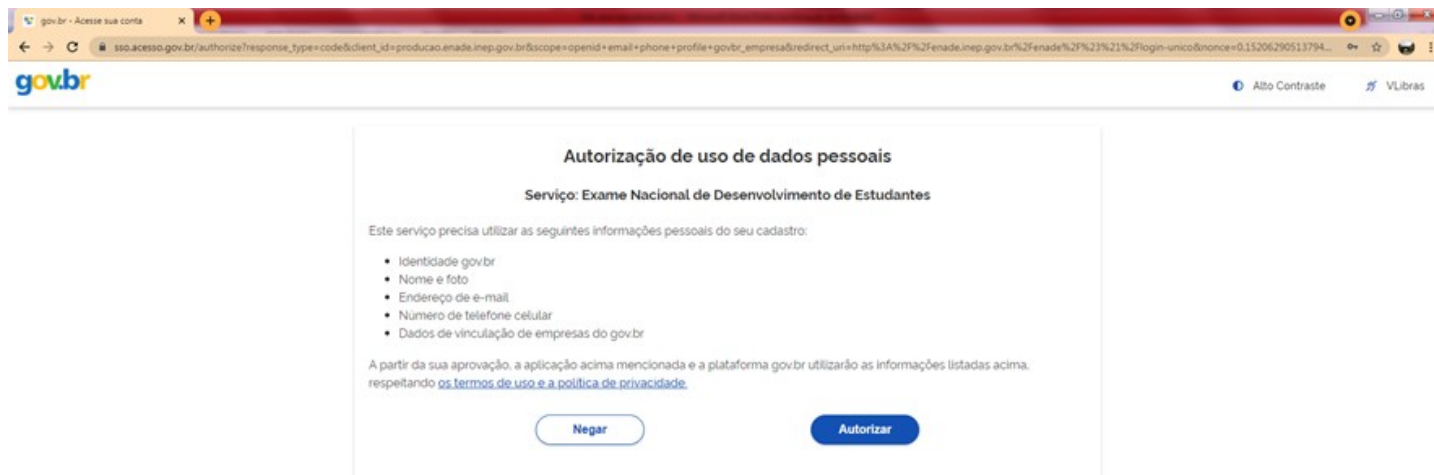 gov.br - Acesse sua conta
sso.acesso.gov.br/authorize?response_type=code&client_id=producao.enade.inep.gov.br&scope=openid+email+phone+profile+govbr_empresa&redirect_uri=http%3A%2F%2Fenade.inep.gov.br%2Fenade%2F%23%21%2Flogin-unico&nonce=0.15206290513794...
gov.br
Alto Contraste
VLibras
Autorização de uso de dados pessoais
Serviço: Exame Nacional de Desenvolvimento de Estudantes
Este serviço precisa utilizar as seguintes informações pessoais do seu cadastro:
• Identidade gov.br
• Nome e foto
• Endereço de e-mail
• Número de telefone celular
• Dados de vinculação de empresas do gov.br
A partir da sua aprovação, a aplicação acima mencionada e a plataforma gov.br utilizarão as informações listadas acima,
respeitando os termos de uso e a política de privacidade.
Negar
Autorizar